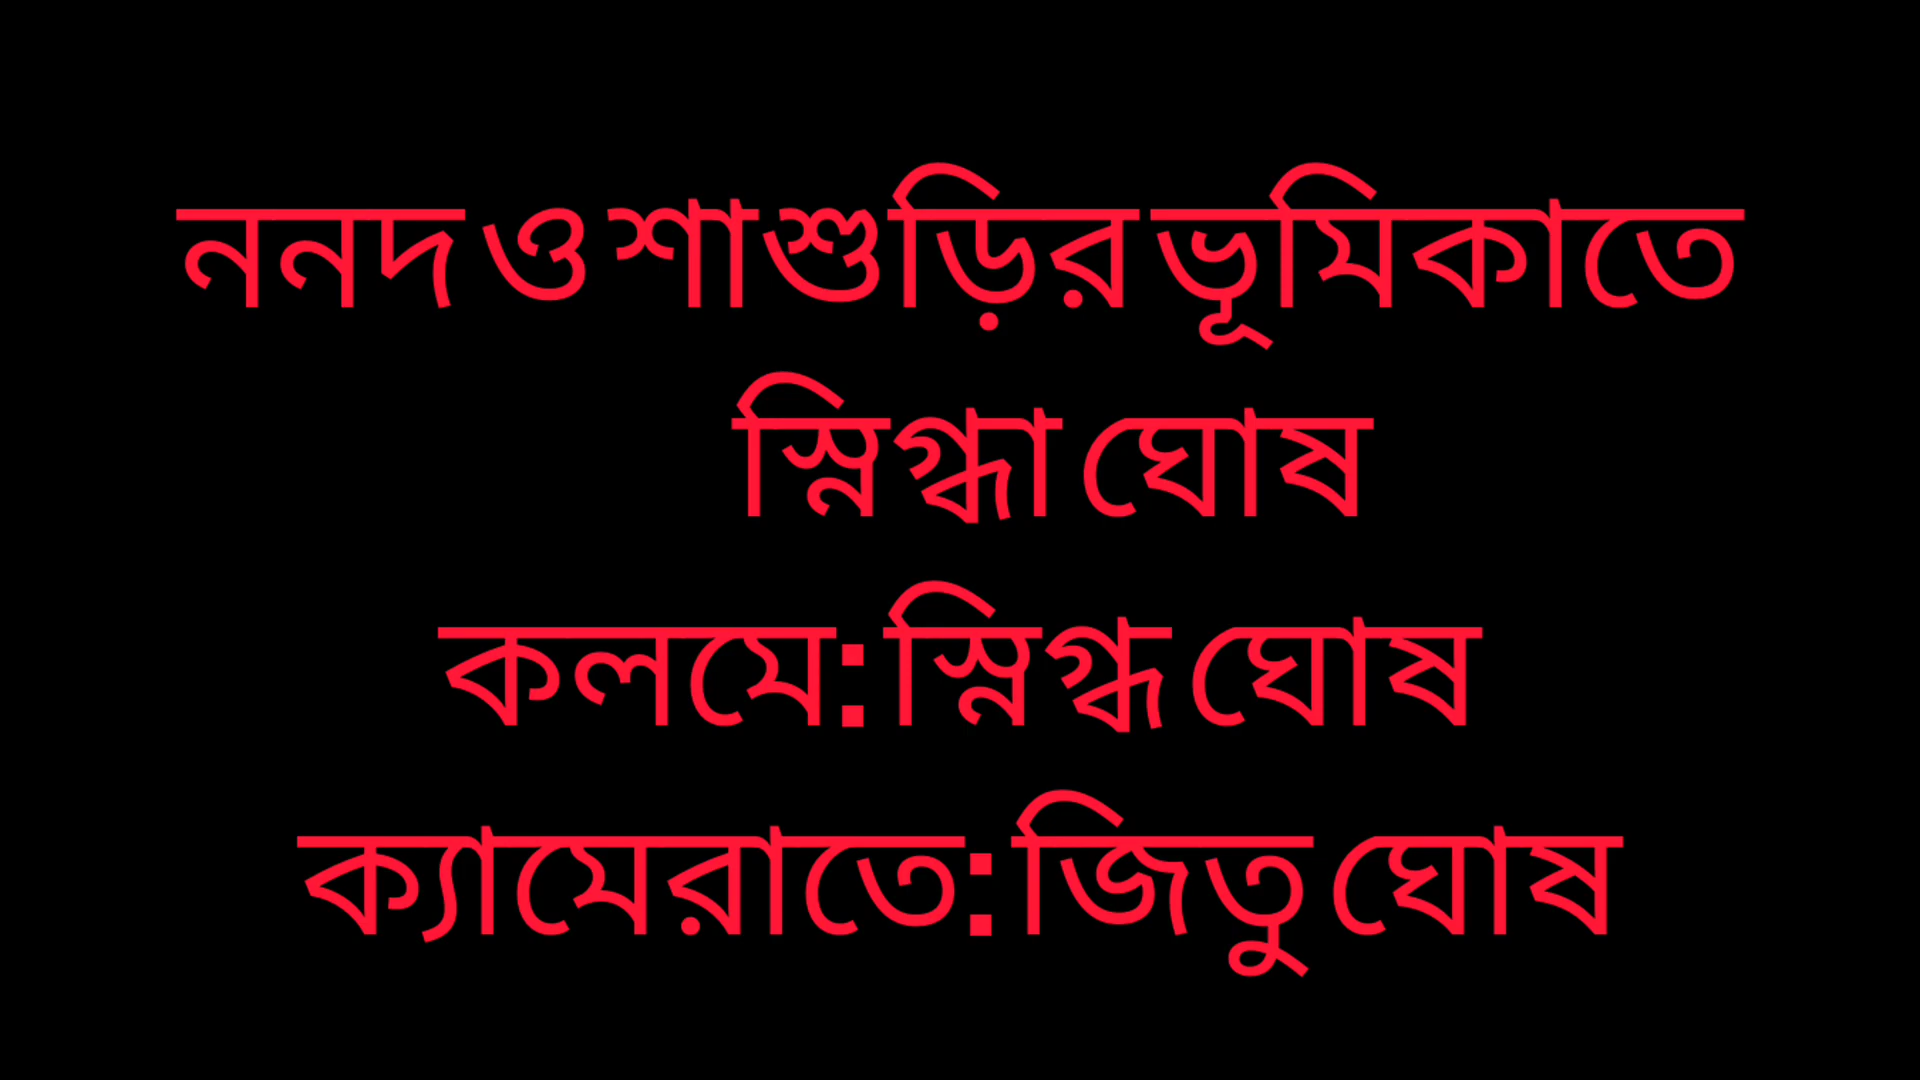 ননদ ও শাশুড়ির ভূমিকাতে
স্নিগ্ধা ঘোষ
কলমে: স্নিগ্ধ ঘোষ
ক্যামেরাতে: জিতু ঘোষ